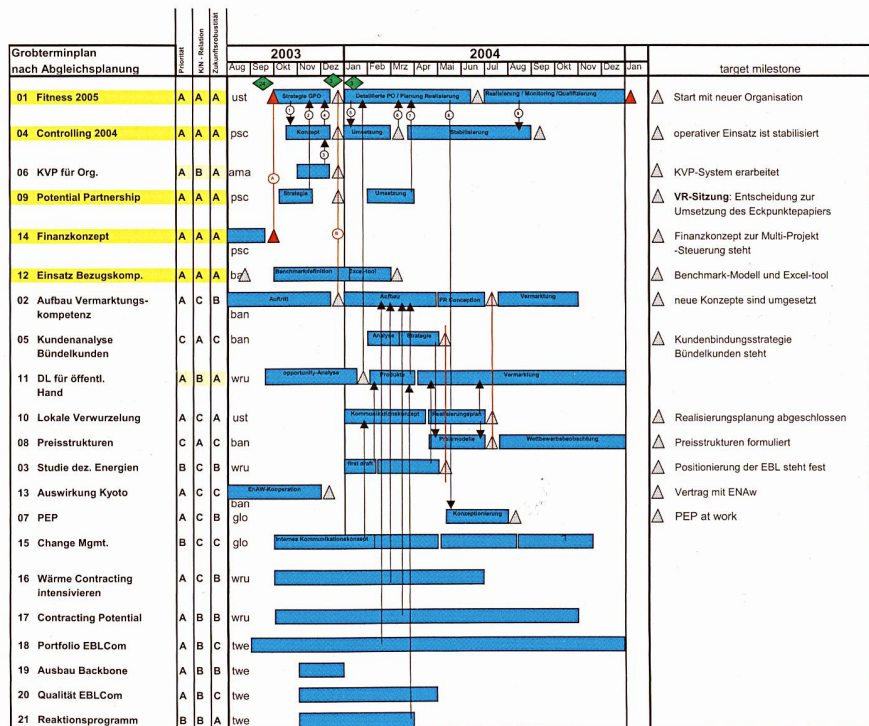 Priorität
K/N - Relation
Zukunftsrobustität
Grobterminplan
nach Abgleichsplanung
2003
2004
Aug Sep Okt Nov Dez Jan Feb Mrz Apr Mai Jun Jul Aug Sep Okt Nov Dez Jan
target milestone
01 Fitness 2005 A A A ust Strategie GPO Detaillierte PO / Planung Realisierung Realisierung / Monitoring /Qualifizierung Start mit neuer Organisation
04 Controlling 2004 A A A psc Konzept Umsetzung Stabilisierung operativer Einsatz ist stabilisiert
06 KVP für Org. A B A ama KVP-System erarbeitet
09 Potential Partnership A A A psc Strategie Umsetzung VR-Sitzung: Entscheidung zur
Umsetzung des Eckpunktepapiers
14 Finanzkonzept A A A psc Finanzkonzept zur Multi-Projekt
-Steuerung steht
12 Einsatz Bezugskomp. A A A Benchmarkdefinition Excel-tool Benchmark-Modell und Excel-tool
02 Aufbau Vermarktungs-
kompetenz A C B ban Auftritt Aufbau PR Conception Vermarktung neue Konzepte sind umgesetzt
05 Kundenanalyse
Bündelkunden C A C ban Analyse Strategie Kundenbindungsstrategie
Bündelkunden steht
11 DL für öffentl.
Hand A B A wru opportunity-Analyse Produkte Vermarktung
10 Lokale Verwurzelung A C A ust Kommunikationskonzept Realisierungsplan Realisierungsplanung abgeschlossen
08 Preisstrukturen C A C ban Preismodelle Wettbewerbsbeobachtung Preisstrukturen formuliert
03 Studie dez. Energien B C B wru first draft Positionierung der EBL steht fest
13 Auswirkung Kyoto A C C ban EnAW-Kooperation Vertrag mit ENAw
07 PEP A C B glo Konzeptionierung PEP at work
15 Change Mgmt. B C C glo Internes Kommunikationskonzept
16 Wärme Contracting
intensivieren A C B wru
17 Contracting Potential A B B wru
18 Portfolio EBLCom A B C twe
19 Ausbau Backbone A B B twe
20 Qualität EBLCom A B C twe
21 Reaktionsprogramm B B A twe